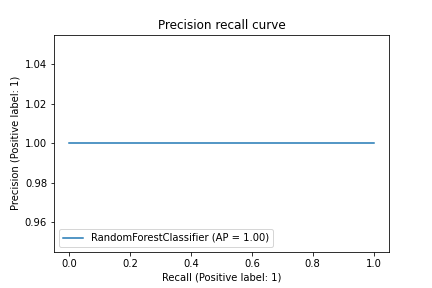 Precision recall curve
Precision (Positive label: 1)
1.04
1.02
1.00
0.98
0.96
RandomForestClassifier (AP = 1.00)
0.0 0.2 0.4 0.6 0.8 1.0
Recall (Positive label: 1)